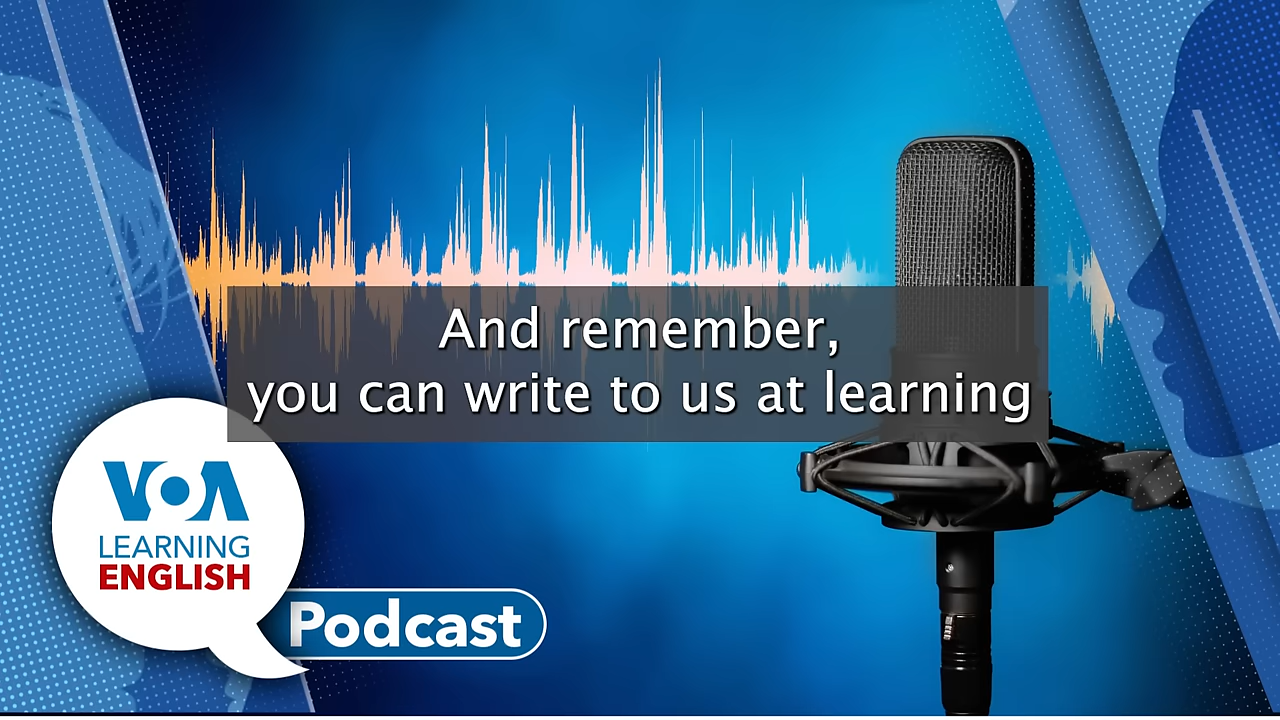 And remember,
you can write to us at learning
VOA
LEARNING
ENGLISH
Podcast